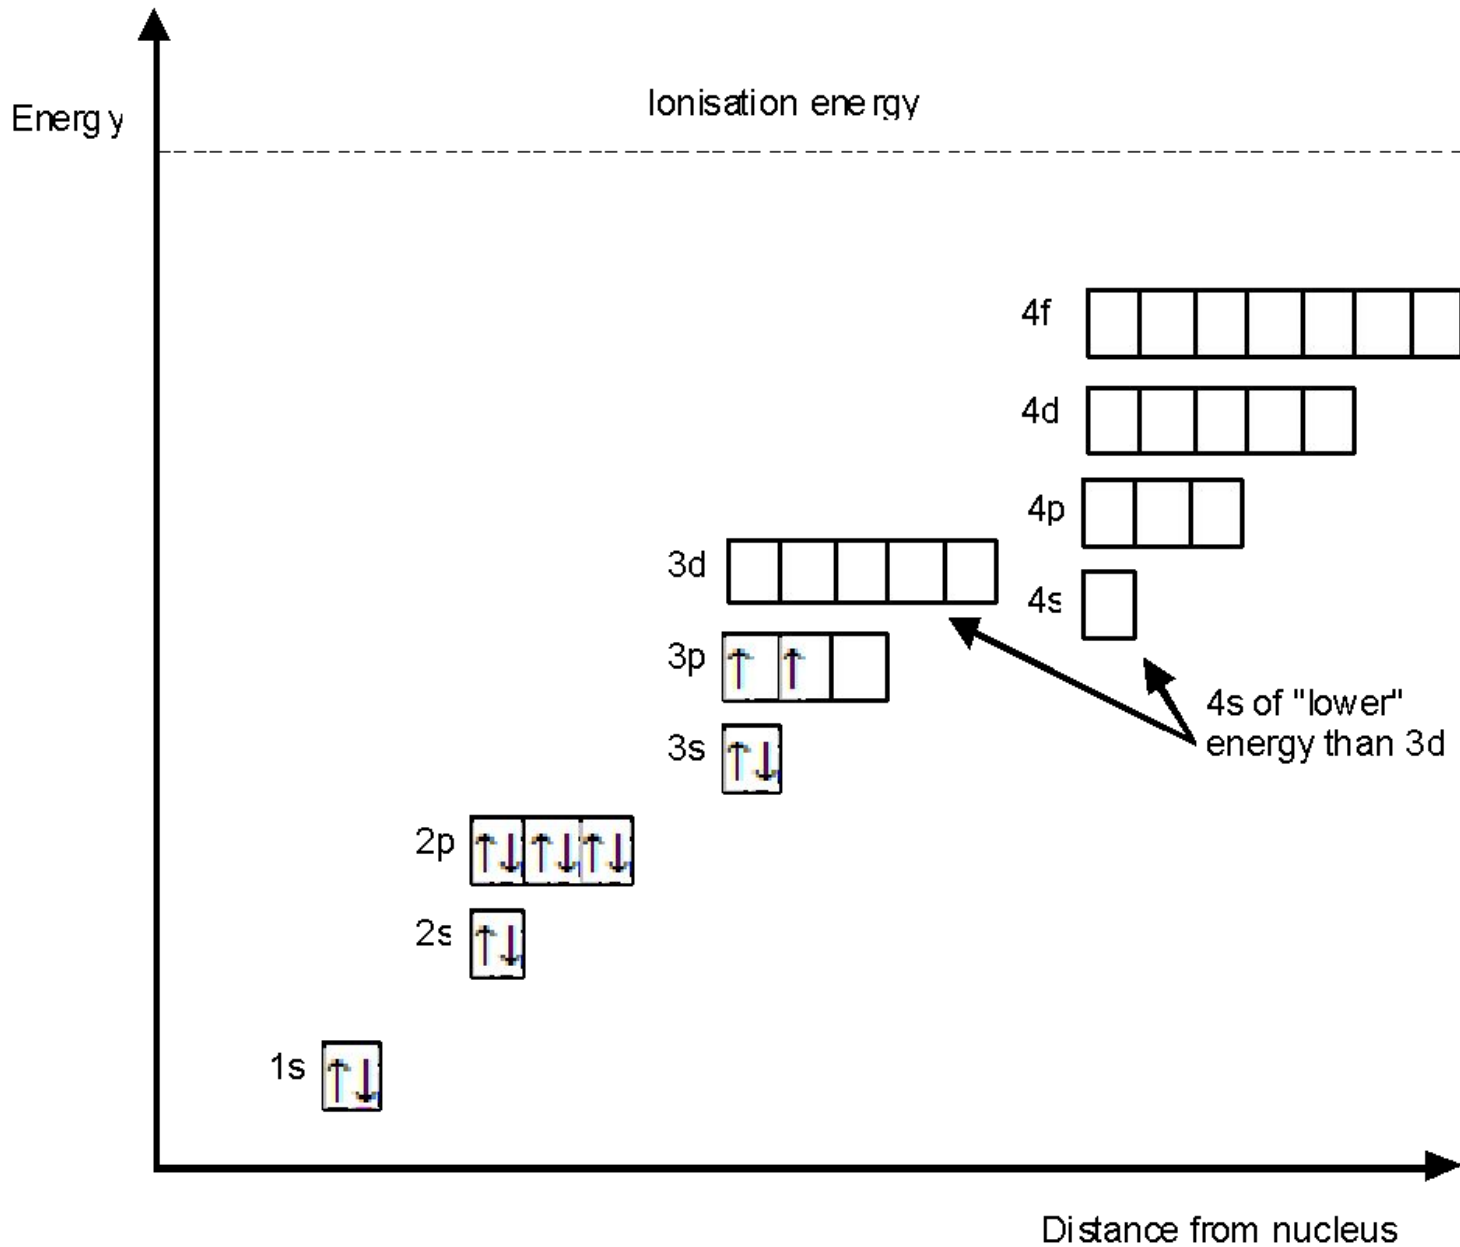 Energy
Ionisation energy
4f
4d
4p
3d
4s
3p
4s of "lower"
energy than 3d
3s
2p
2s
1s
Distance from nucleus